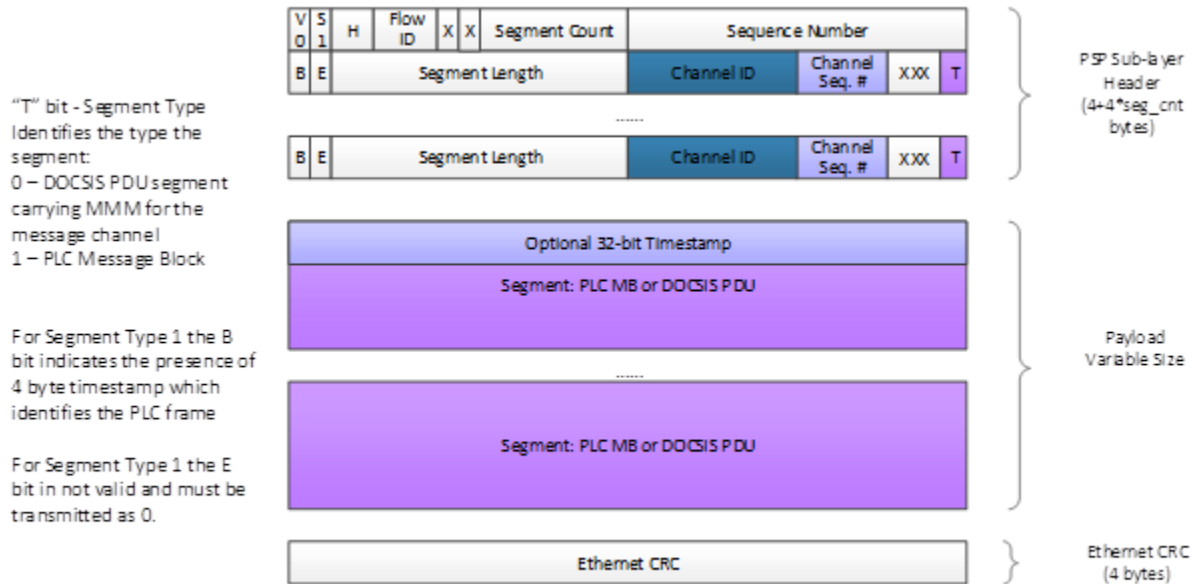 V 0
S 1
H
Flow ID
X
X
Segment Count
Sequence Number
B
E
Segment Length
Channel ID
Channel Seq. #
XXX
T
......
B
E
Segment Length
Channel ID
Channel Seq. #
XXX
T
PSP Sub-layer
Header
(4+4*seg_cnt
bytes)
"T" bit - Segment Type
Identifies the type the
segment:
0 – DOCSIS PDU segment
carrying MMM for the
message channel
1 – PLC Message Block
For Segment Type 1 the B
bit indicates the presence of
4 byte timestamp which
identifies the PLC frame
For Segment Type 1 the E
bit in not valid and must be
transmitted as 0.
Optional 32-bit Timestamp
Segment: PLC MB or DOCSIS PDU
......
Segment: PLC MB or DOCSIS PDU
Payload
Variable Size
Ethernet CRC
Ethernet CRC
(4 bytes)